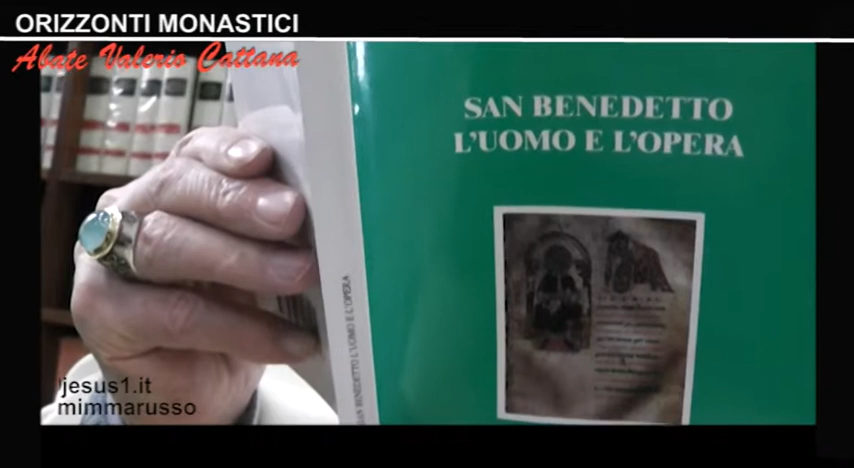 ORIZZONTI MONASTICI
Abate Valerio Cattana
SAN BENEDETTO
L'UOMO E L'OPERA
SAN BENEDETTO L'UOMO E L'OPERA
jesus1.it
mimmarusso